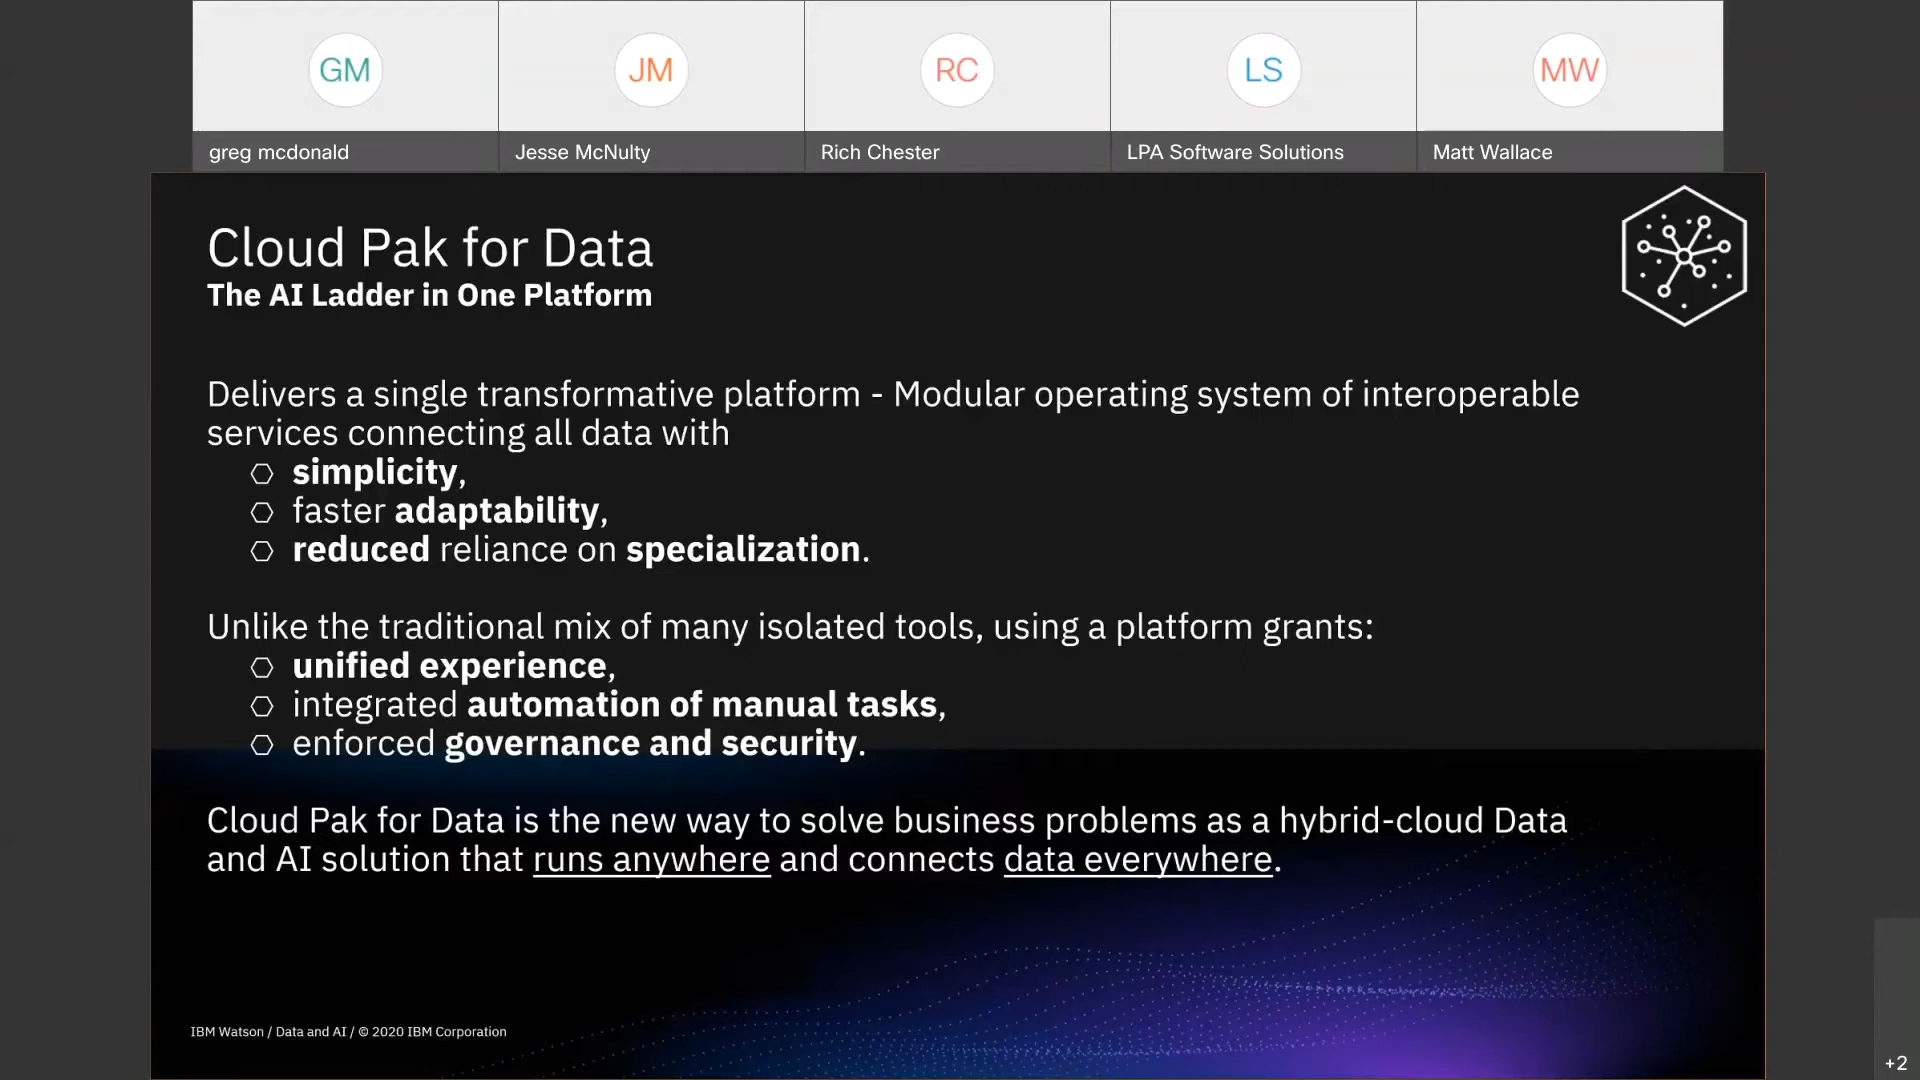 GM
JM
RC
LS
MW
greg mcdonald
Jesse McNulty
Rich Chester
LPA Software Solutions
Matt Wallace
Cloud Pak for Data
The AI Ladder in One Platform
Delivers a single transformative platform - Modular operating system of interoperable
services connecting all data with
simplicity,
faster adaptability,
reduced reliance on specialization.
Unlike the traditional mix of many isolated tools, using a platform grants:
unified experience,
integrated automation of manual tasks,
enforced governance and security.
Cloud Pak for Data is the new way to solve business problems as a hybrid-cloud Data
and AI solution that runs anywhere and connects data everywhere.
IBM Watson / Data and AI / © 2020 IBM Corporation
+2